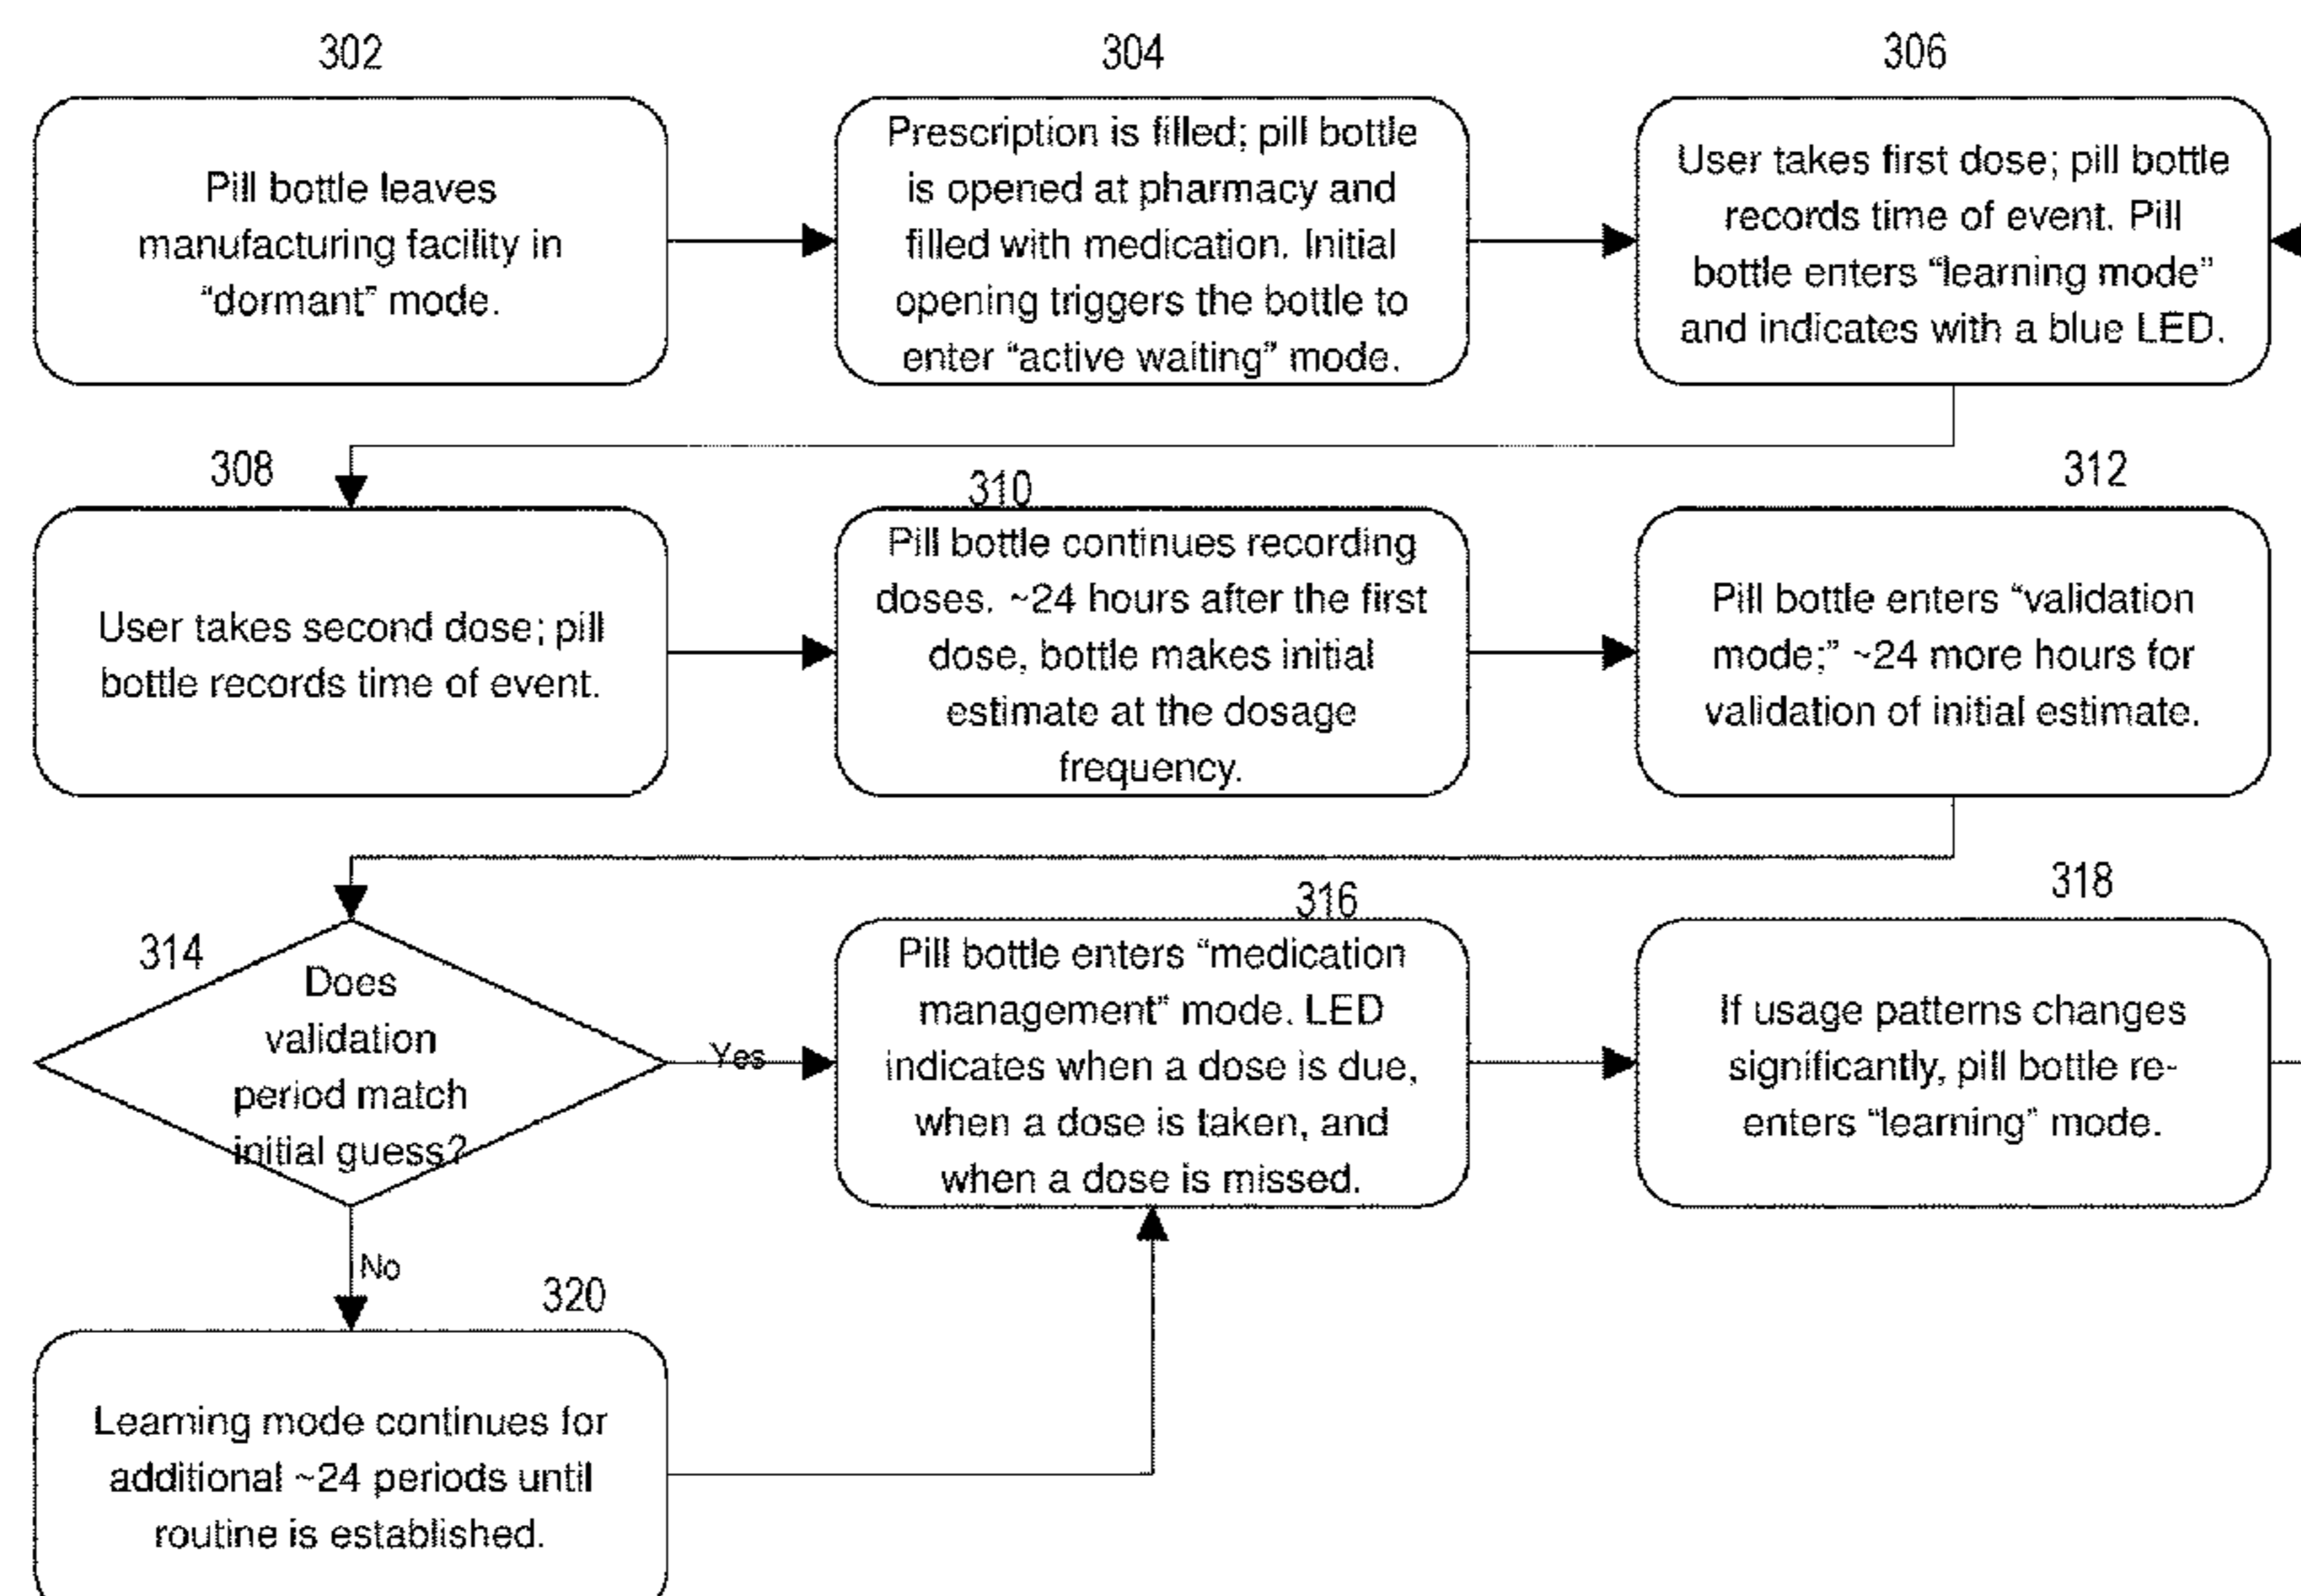 302
Pill bottle leaves
manufacturing facility in
“dormant” mode.
304
Prescription is filled; pill bottle
is opened at pharmacy and
filled with medication. Initial
opening triggers the bottle to
enter “active waiting” mode.
306
User takes first dose; pill bottle
records time of event. Pill
bottle enters “learning mode”
and indicates with a blue LED.
308
User takes second dose; pill
bottle records time of event.
310
Pill bottle continues recording
doses. ~24 hours after the first
dose, bottle makes initial
estimate at the dosage
frequency.
312
Pill bottle enters “validation
mode;” ~24 more hours for
validation of initial estimate.
314
Does
validation
period match
initial guess?
Yes
No
316
Pill bottle enters “medication
management” mode. LED
indicates when a dose is due,
when a dose is taken, and
when a dose is missed.
318
If usage patterns changes
significantly, pill bottle re-
enters “learning” mode.
320
Learning mode continues for
additional ~24 periods until
routine is established.